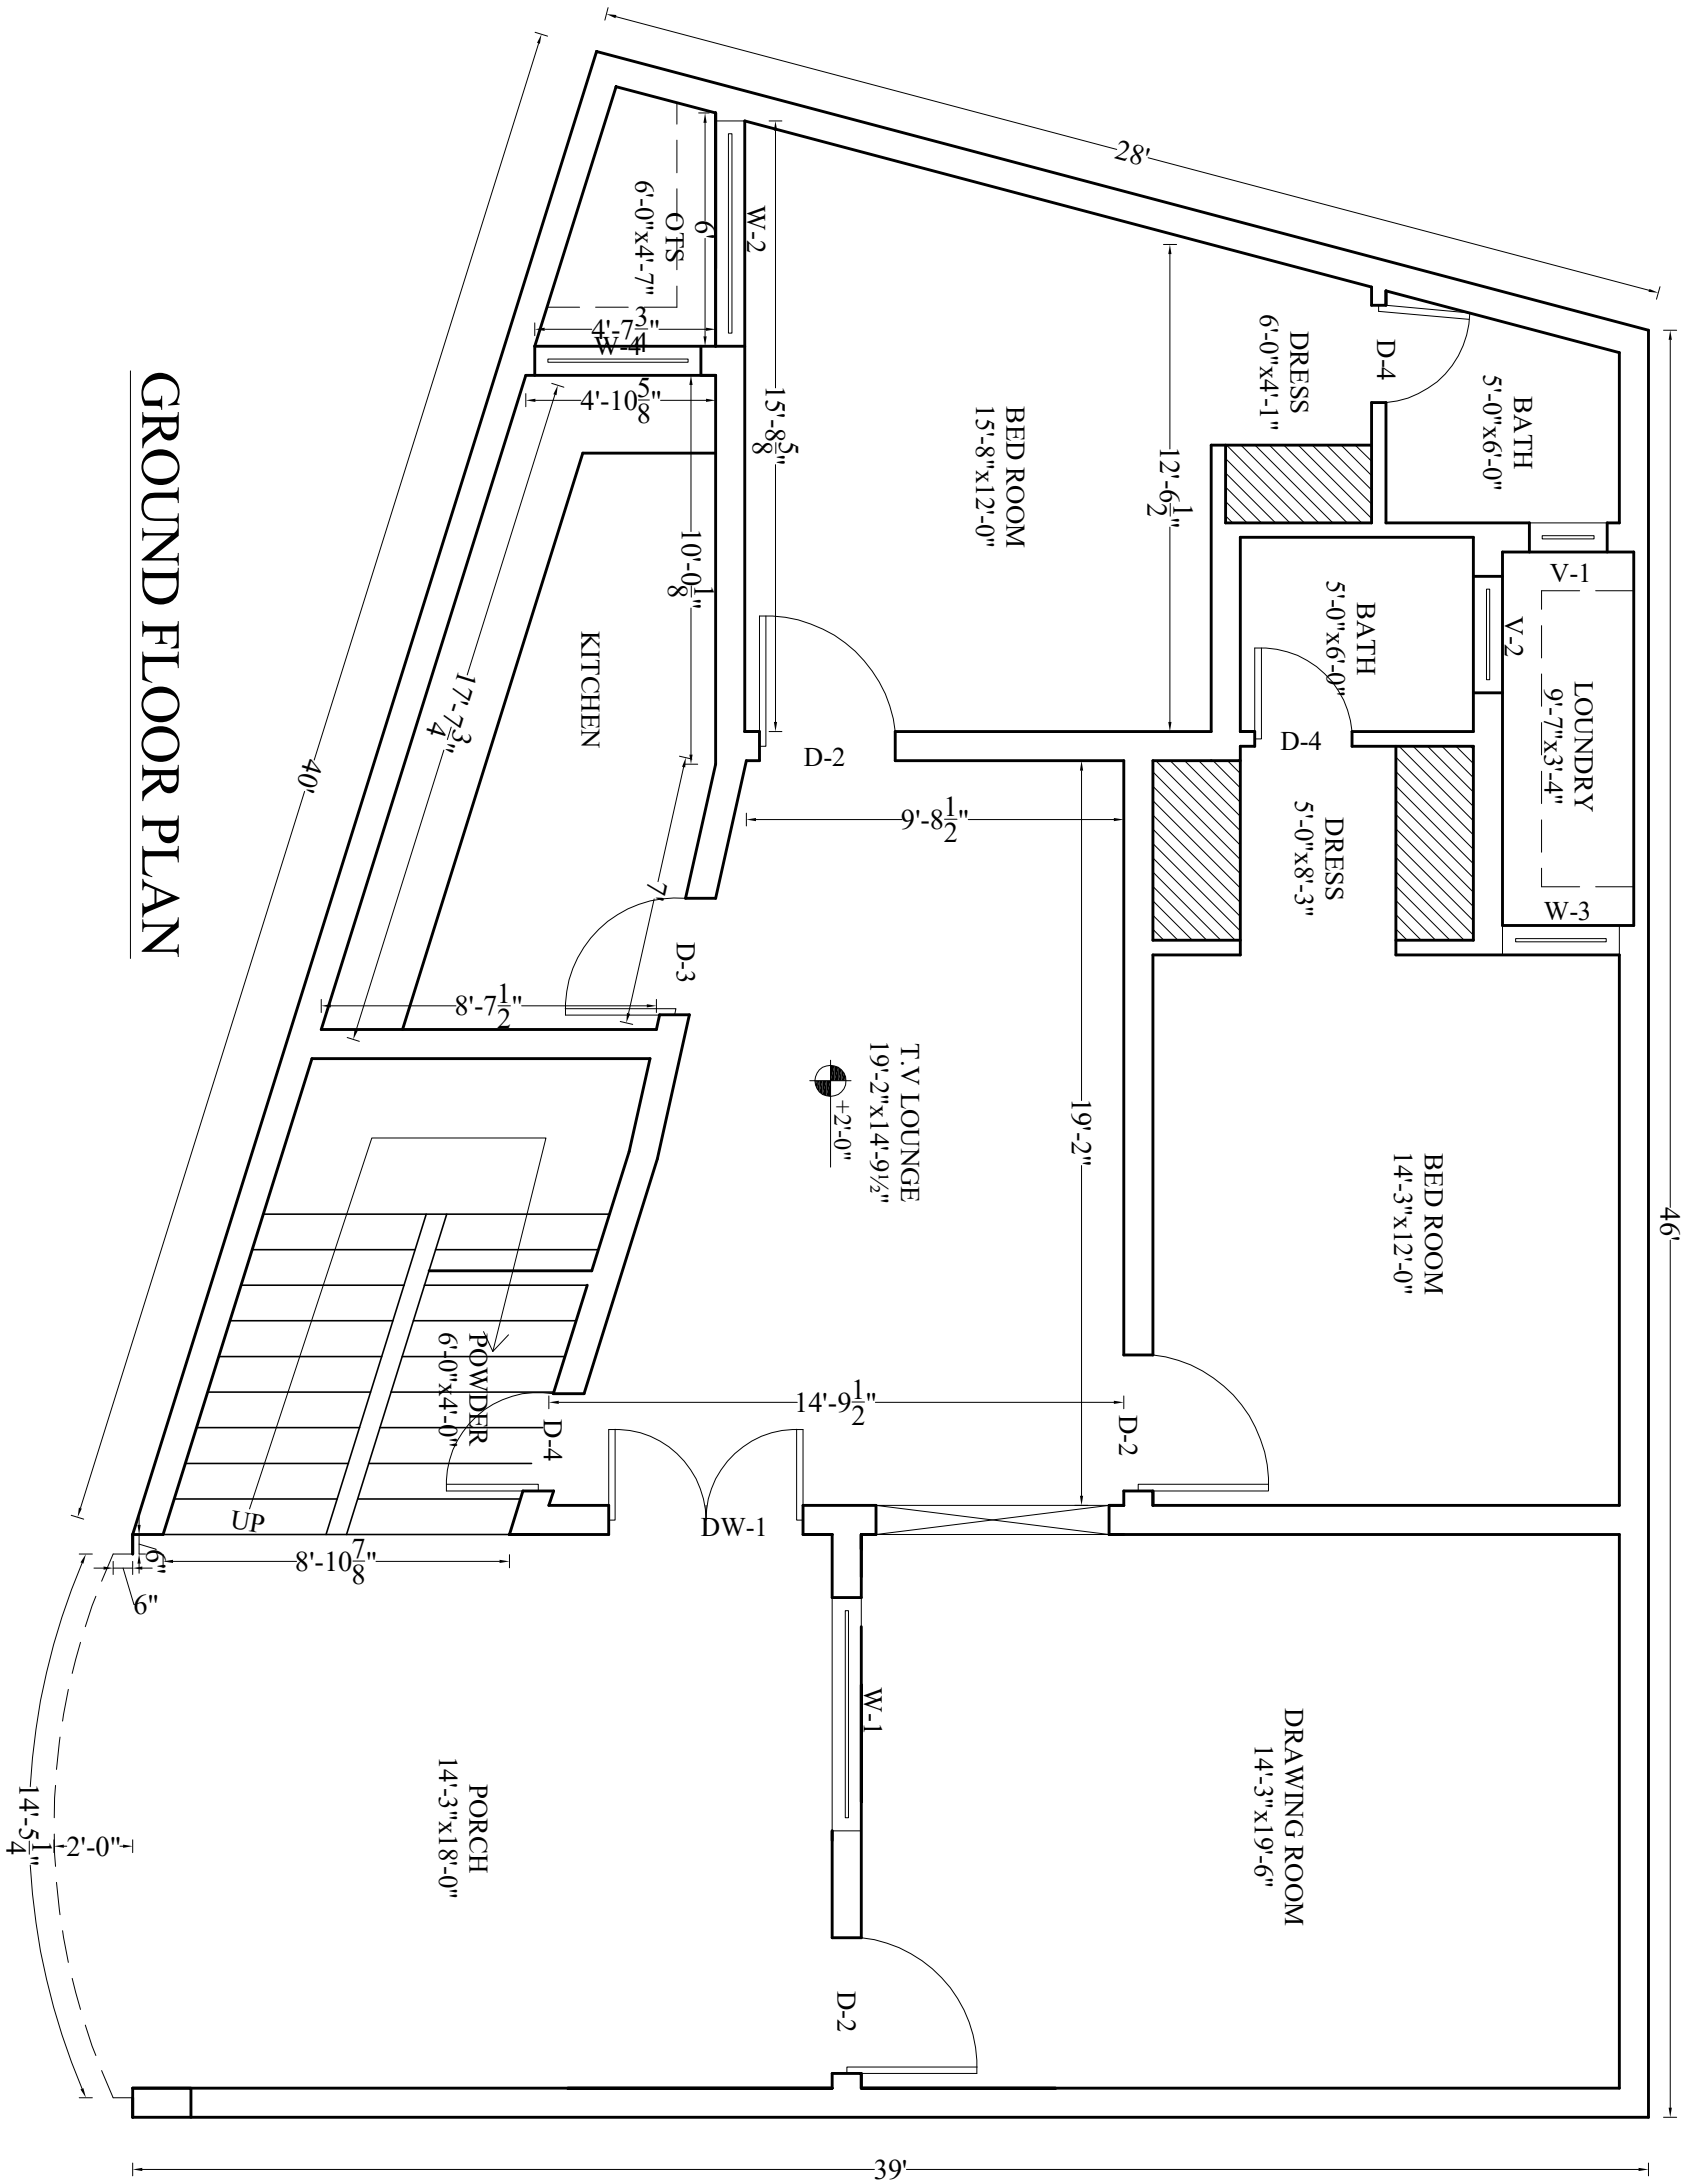 28'
OTS
6'-0"x4'-7"
6'
W-2
4'-7 3/4"
W-4
4'-10 5/8"
15'-8 5/8"
BED ROOM
15'-8"x12'-0"
12'-6 1/2"
DRESS
6'-0"x4'-1"
D-4
BATH
5'-0"x6'-0"
V-1
V-2
LOUNDRY
9'-7"x3'-4"
W-3
BATH
5'-0"x6'-0"
D-4
DRESS
5'-0"x8'-3"
10'-0 1/8"
KITCHEN
17'-7 3/4"
40'
D-2
9'-8 1/2"
7'
D-3
8'-7 1/2"
T.V LOUNGE
19'-2"x14'-9½"
+2'-0"
19'-2"
BED ROOM
14'-3"x12'-0"
46'
POWDER
6'-0"x4'-0"
D-4
14'-9 1/2"
D-2
UP
DW-1
8'-10 7/8"
6"
6"
W-1
DRAWING ROOM
14'-3"x19'-6"
PORCH
14'-3"x18'-0"
14'-5 1/4"
2'-0"
D-2
39'
GROUND FLOOR PLAN